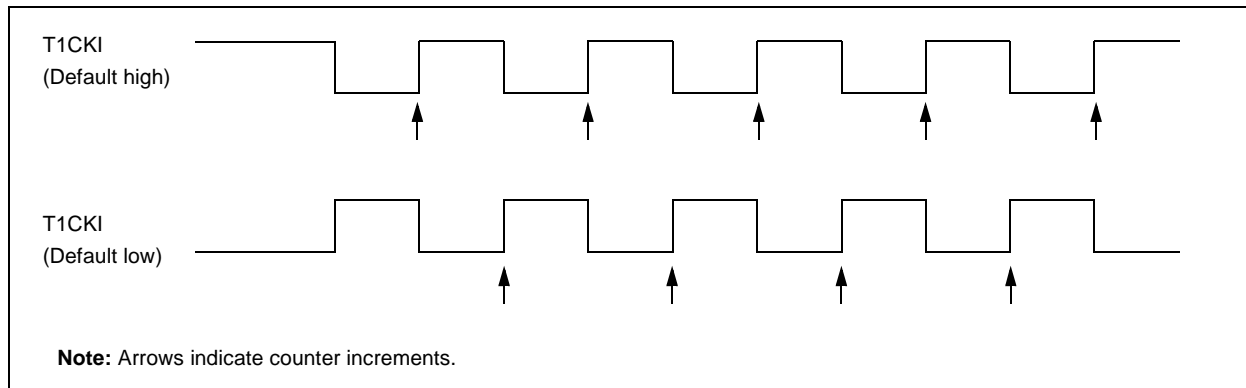 T1CKI
(Default high)
T1CKI
(Default low)
Note: Arrows indicate counter increments.